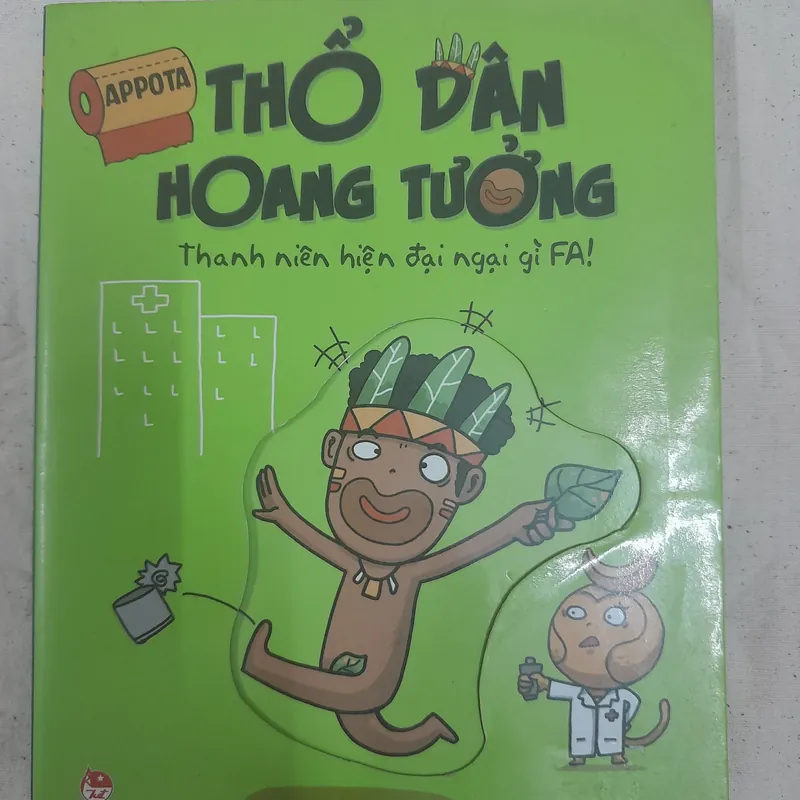 APPOTA
THỔ DÂN
HOANG TƯỞNG
Thanh niên hiện đại ngại gì FA!